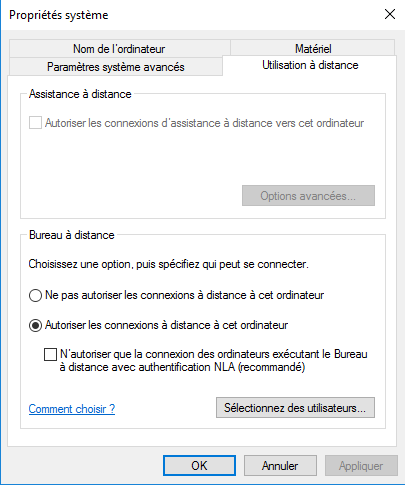 Propriétés système
Nom de l'ordinateur
Matériel
Paramètres système avancés
Utilisation à distance
Assistance à distance
Autoriser les connexions d'assistance à distance vers cet ordinateur
Options avancées...
Bureau à distance
Choisissez une option, puis spécifiez qui peut se connecter.
Ne pas autoriser les connexions à distance à cet ordinateur
Autoriser les connexions à distance à cet ordinateur
N'autoriser que la connexion des ordinateurs exécutant le Bureau
à distance avec authentification NLA (recommandé)
Comment choisir ?
Sélectionnez des utilisateurs...
OK
Annuler
Appliquer